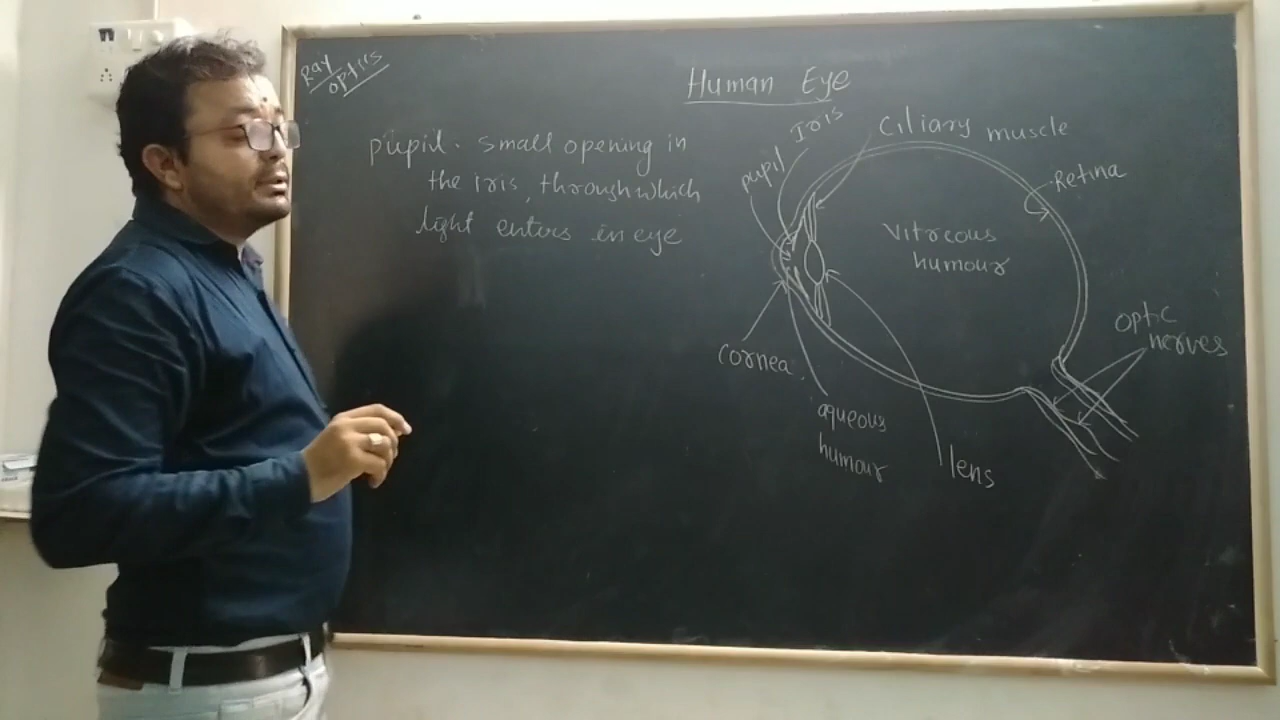 Ray
optics
Human Eye
pupil. small opening in
the iris, through which
light enters in eye
pupil
Iris
Ciliary muscle
Retina
Vitreous
humour
optic
nerves
cornea
aqueous
humour
lens